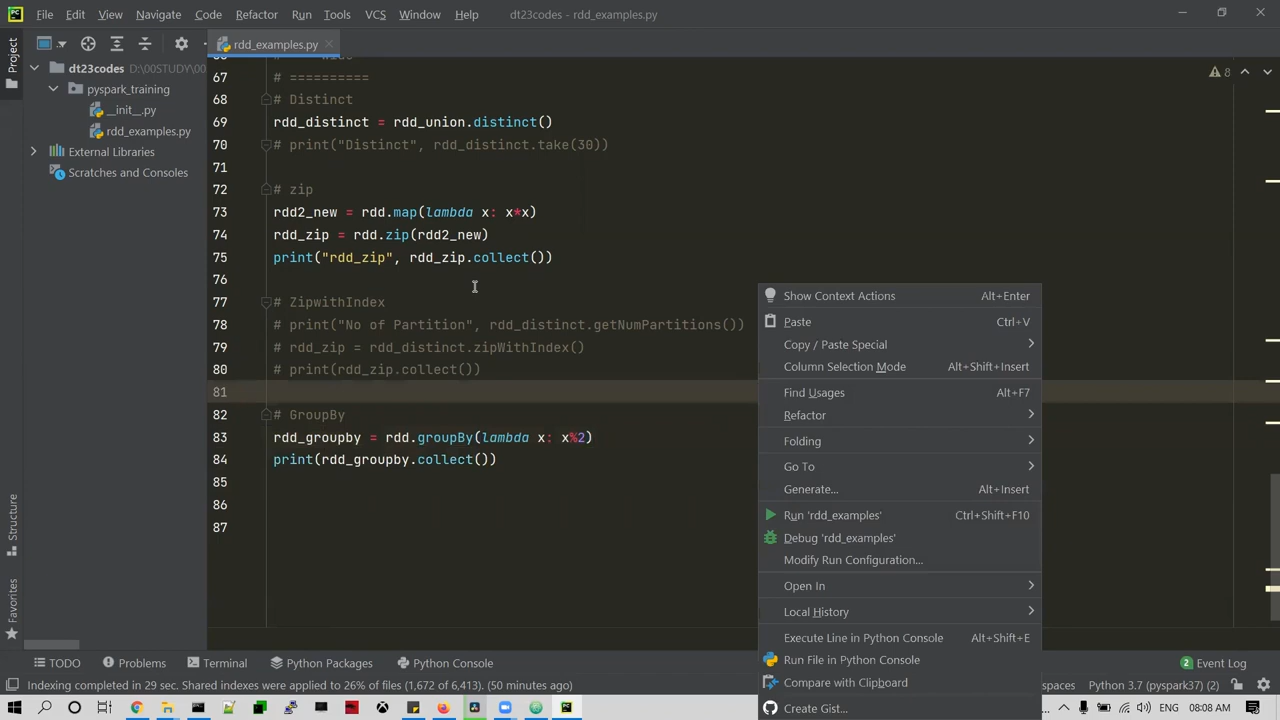 PC File Edit View Navigate Code Refactor Run Tools VCS Window Help dt23codes - rdd_examples.py
rdd_examples.py
dt23codes D:\00STUDY\00
pyspark_training
__init__.py
rdd_examples.py
External Libraries
Scratches and Consoles
Project
Structure
Favorites
67 # ==========
68 # Distinct
69 rdd_distinct = rdd_union.distinct()
70 # print("Distinct", rdd_distinct.take(30))
71
72 # zip
73 rdd2_new = rdd.map(lambda x: x*x)
74 rdd_zip = rdd.zip(rdd2_new)
75 print("rdd_zip", rdd_zip.collect())
76
77 # ZipwithIndex
78 # print("No of Partition", rdd_distinct.getNumPartitions())
79 # rdd_zip = rdd_distinct.zipWithIndex()
80 # print(rdd_zip.collect())
81
82 # GroupBy
83 rdd_groupby = rdd.groupBy(lambda x: x%2)
84 print(rdd_groupby.collect())
85
86
87
8
Show Context Actions Alt+Enter
Paste Ctrl+V
Copy / Paste Special
Column Selection Mode Alt+Shift+Insert
Find Usages Alt+F7
Refactor
Folding
Go To
Generate... Alt+Insert
Run 'rdd_examples' Ctrl+Shift+F10
Debug 'rdd_examples'
Modify Run Configuration...
Open In
Local History
Execute Line in Python Console Alt+Shift+E
Run File in Python Console
Compare with Clipboard
Create Gist...
TODO Problems Terminal Python Packages Python Console 2 Event Log
Indexing completed in 29 sec. Shared indexes were applied to 26% of files (1,672 of 6,413). (50 minutes ago) spaces Python 3.7 (pyspark37) (2)
08:08 AM